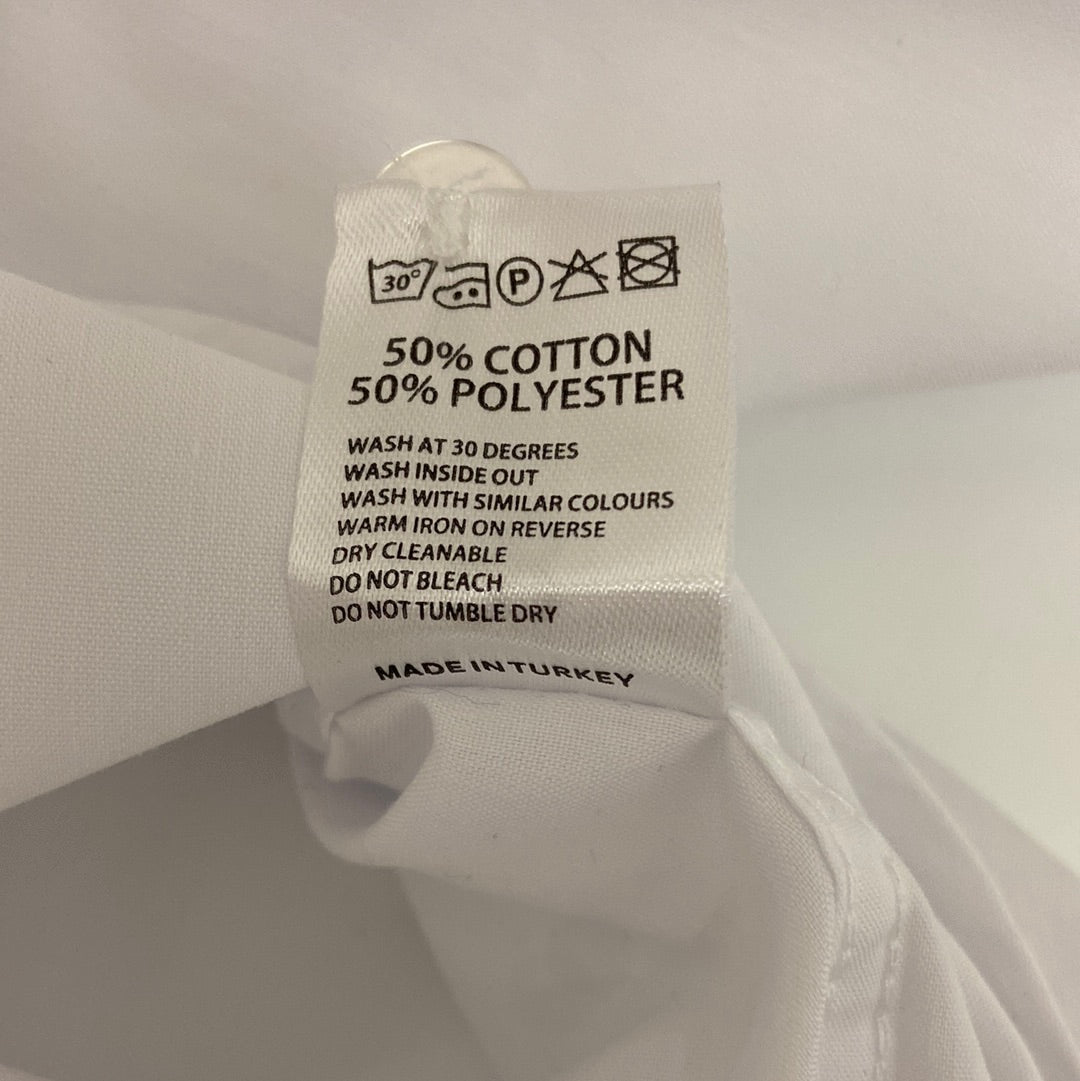 30° P
50% COTTON
50% POLYESTER
WASH AT 30 DEGREES
WASH INSIDE OUT
WASH WITH SIMILAR COLOURS
WARM IRON ON REVERSE
DRY CLEANABLE
DO NOT BLEACH
DO NOT TUMBLE DRY
MADE IN TURKEY